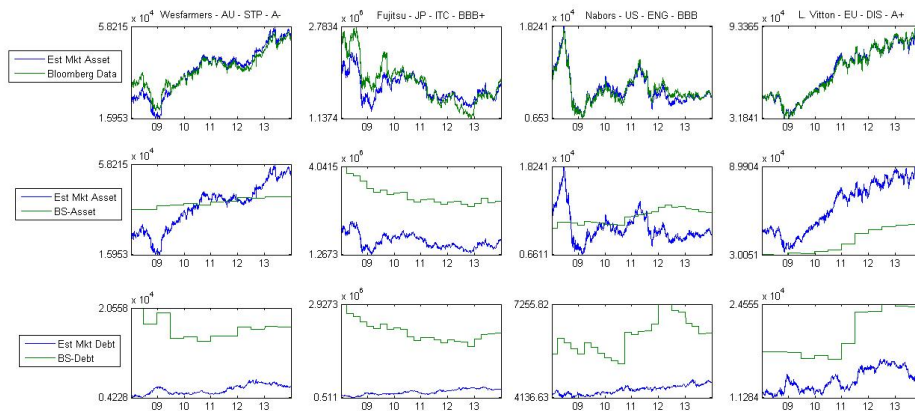 Wesfarmers - AU - STP - A-
Fujitsu - JP - ITC - BBB+
Nabors - US - ENG - BBB
L. Vitton - EU - DIS - A+
Est Mkt Asset
Bloomberg Data
5.8215 x 10^4
1.5953
09 10 11 12 13
2.7834 x 10^6
1.1374
09 10 11 12 13
1.8241 x 10^4
0.653
09 10 11 12 13
9.3365 x 10^4
3.1841
09 10 11 12 13
Est Mkt Asset
BS-Asset
5.8215 x 10^4
1.5953
09 10 11 12 13
4.0415 x 10^6
1.2673
09 10 11 12 13
1.8241 x 10^4
0.6611
09 10 11 12 13
8.9904 x 10^4
3.0051
09 10 11 12 13
Est Mkt Debt
BS-Debt
2.0558 x 10^4
0.4228
09 10 11 12 13
2.9273 x 10^6
0.511
09 10 11 12 13
7255.82
4136.63
09 10 11 12 13
2.4555 x 10^4
1.1284
09 10 11 12 13